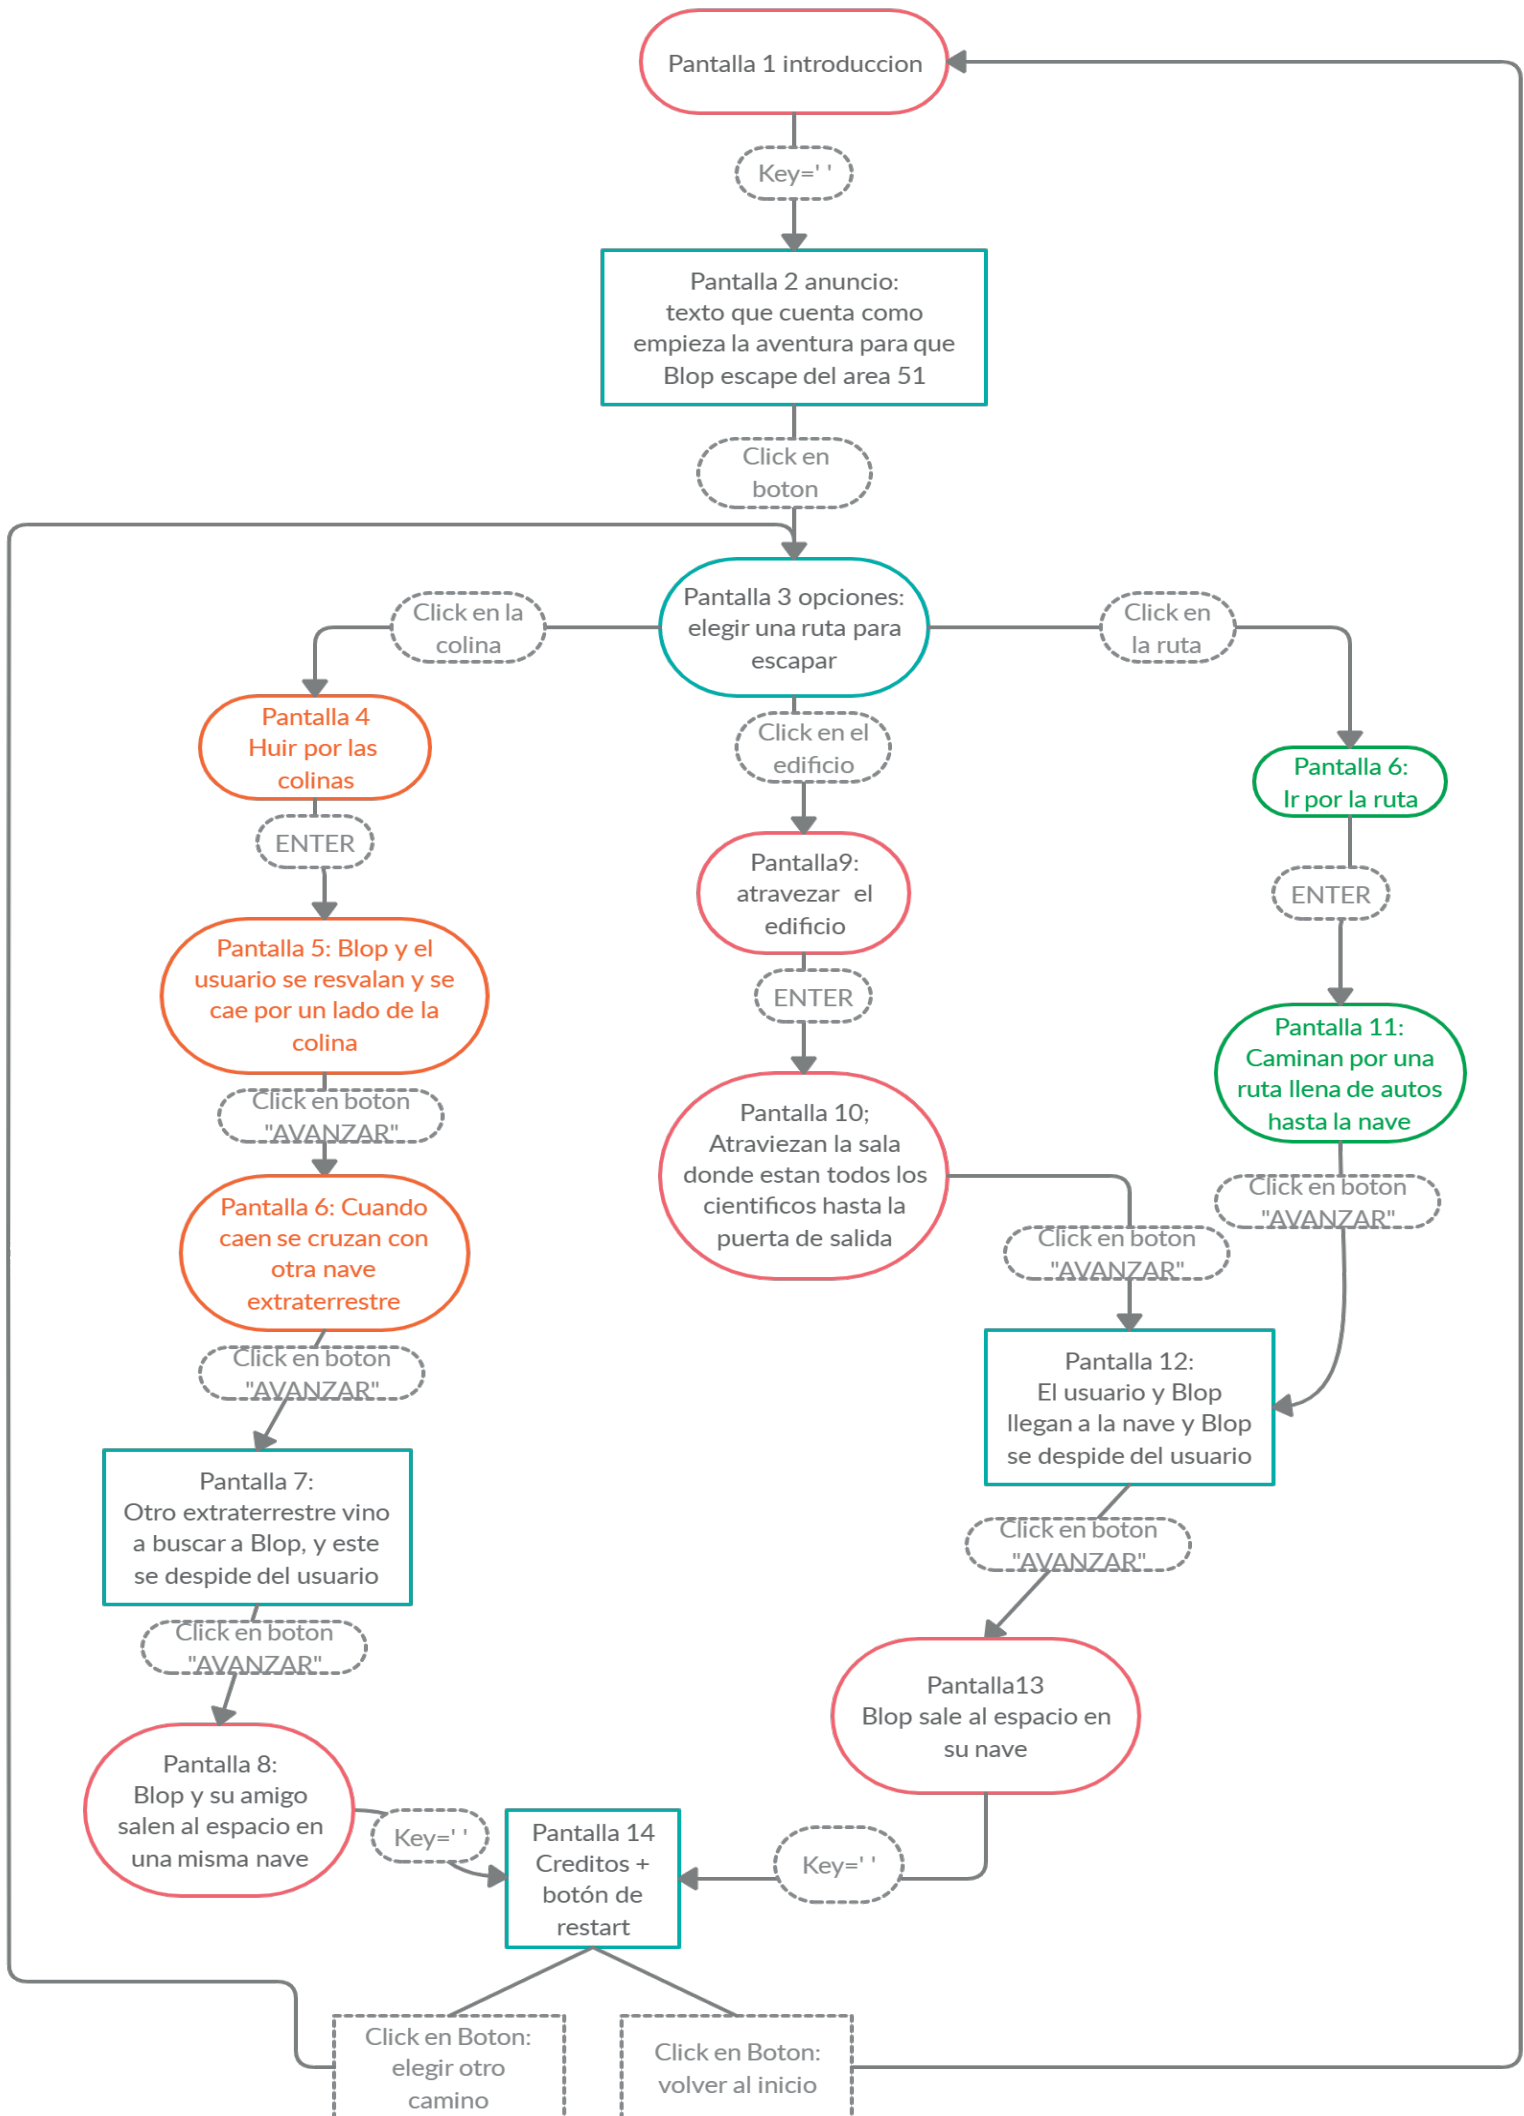 Pantalla 1 introduccion
Key=' '
Pantalla 2 anuncio:
texto que cuenta como
empieza la aventura para que
Blop escape del area 51
Click en
boton
Pantalla 3 opciones:
elegir una ruta para
escapar
Click en la
colina
Click en
la ruta
Click en el
edificio
Pantalla 4
Huir por las
colinas
ENTER
Pantalla 5: Blop y el
usuario se resvalan y se
cae por un lado de la
colina
Click en boton
"AVANZAR"
Pantalla 6: Cuando
caen se cruzan con
otra nave
extraterrestre
Click en boton
"AVANZAR"
Pantalla 7:
Otro extraterrestre vino
a buscar a Blop, y este
se despide del usuario
Click en boton
"AVANZAR"
Pantalla 8:
Blop y su amigo
salen al espacio en
una misma nave
Key=' '
Pantalla9:
atravezar el
edificio
ENTER
Pantalla 10;
Atraviezan la sala
donde estan todos los
cientificos hasta la
puerta de salida
Click en boton
"AVANZAR"
Pantalla 6:
Ir por la ruta
ENTER
Pantalla 11:
Caminan por una
ruta llena de autos
hasta la nave
Click en boton
"AVANZAR"
Pantalla 12:
El usuario y Blop
llegan a la nave y Blop
se despide del usuario
Click en boton
"AVANZAR"
Pantalla13
Blop sale al espacio en
su nave
Key=' '
Pantalla 14
Creditos +
botón de
restart
Click en Boton:
elegir otro
camino
Click en Boton:
volver al inicio